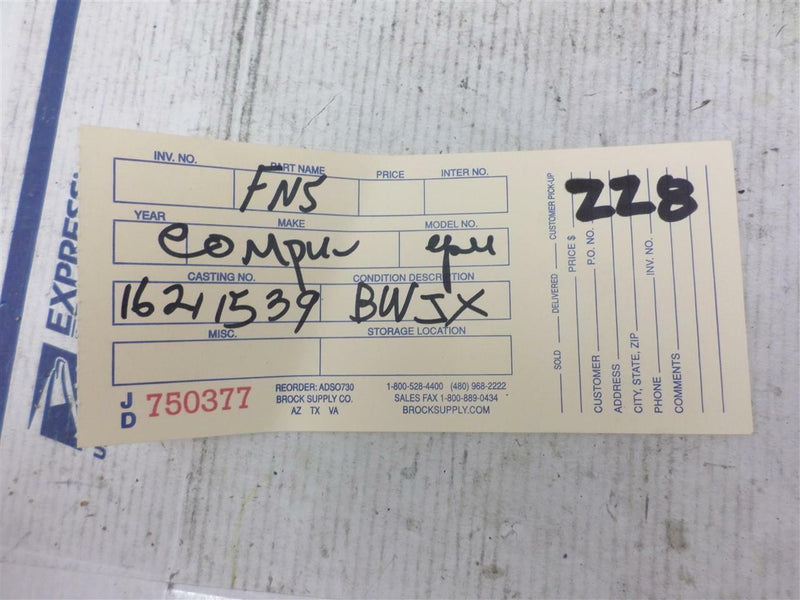 INV. NO. PART NAME PRICE INTER NO.
FNS
YEAR MAKE MODEL NO.
Compu
CASTING NO. CONDITION DESCRIPTION
16211539 BWJX
MISC. STORAGE LOCATION
JD 750377
REORDER: ADSO730 1-800-528-4400 (480) 968-2222
BROCK SUPPLY CO. SALES FAX 1-800-889-0434
AZ TX VA BROCKSUPPLY.COM
SOLD DELIVERED CUSTOMER PICK-UP
PRICE $
CUSTOMER P.O. NO.
ADDRESS
CITY, STATE, ZIP
PHONE INV. NO.
COMMENTS
228
EXPRESS